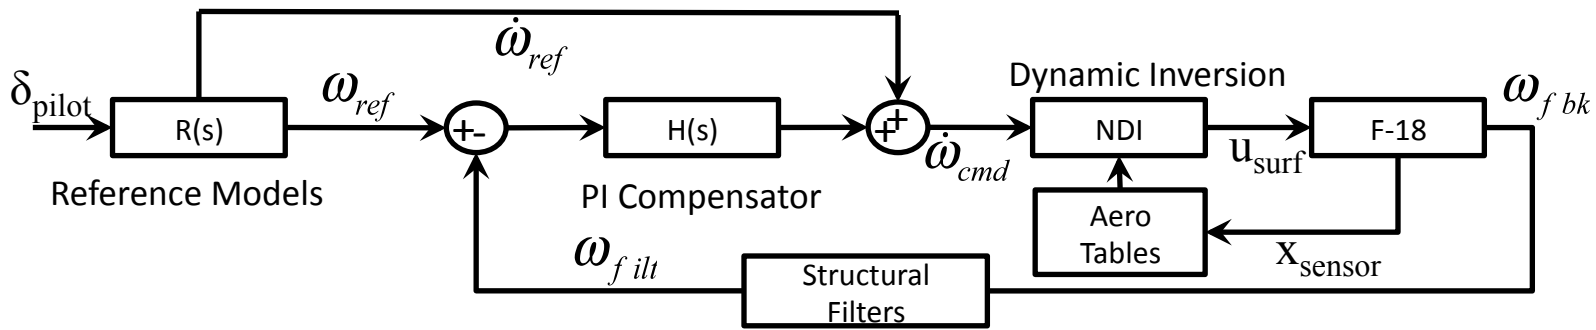 ω̇ref
Dynamic Inversion
δpilot
ωref
ωf bk
R(s)
+-
H(s)
++
NDI
F-18
ω̇cmd
usurf
Reference Models
PI Compensator
Aero
Tables
xsensor
ωf ilt
Structural
Filters